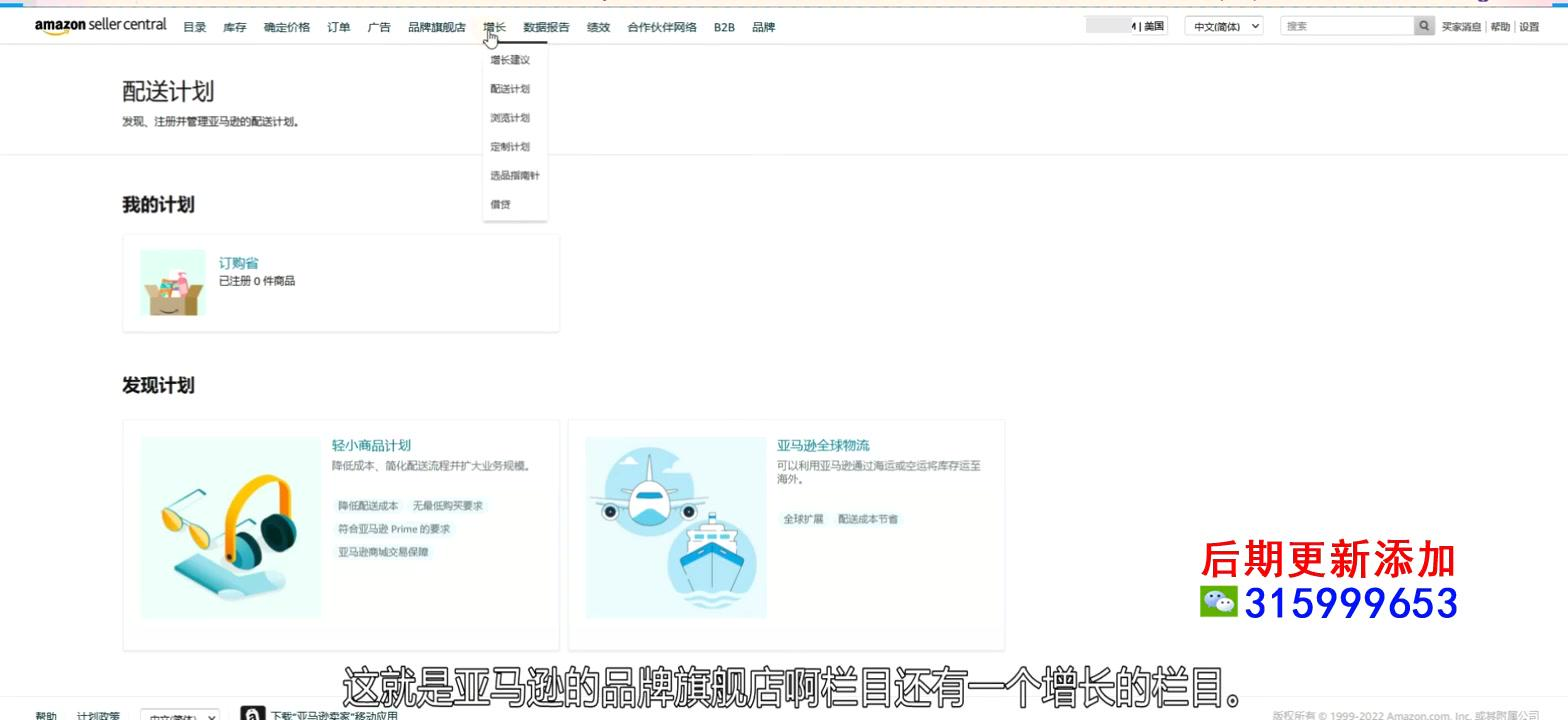 amazon seller central 目录 库存 确定价格 订单 广告 品牌旗舰店 增长 数据报告 绩效 合作伙伴网络 B2B 品牌 | 美国 中文(简体) 搜索 买家消息 | 帮助 | 设置
增长建议
配送计划
浏览计划
定制计划
选品指南针
借贷
配送计划
发现、注册并管理亚马逊的配送计划。
我的计划
订购省
已注册 0 件商品
发现计划
轻小商品计划
降低成本、简化配送流程并扩大业务规模。
降低配送成本 无最低购买要求
符合亚马逊 Prime 的要求
亚马逊商城交易保障
亚马逊全球物流
可以利用亚马逊通过海运或空运将库存运至
海外。
全球扩展 配送成本节省
后期更新添加
315999653
这就是亚马逊的品牌旗舰店啊栏目还有一个增长的栏目。
帮助 计划政策 中文(简体) a 下载"亚马逊卖家"移动应用
版权所有 © 1999-2022 Amazon.com, Inc. 或其附属公司